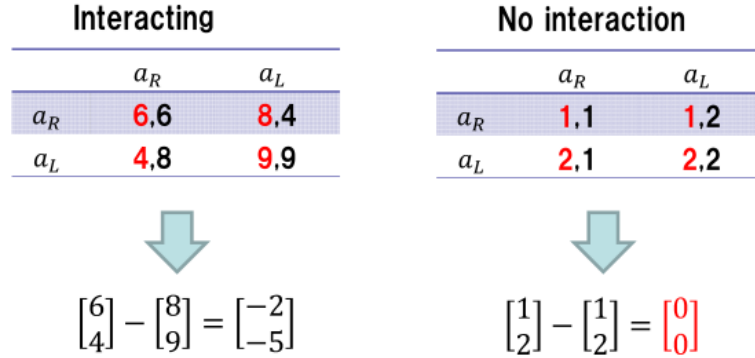 Interacting
a_R a_L
a_R 6,6 8,4
a_L 4,8 9,9
[6 4] − [8 9] = [−2 −5]
No interaction
a_R a_L
a_R 1,1 1,2
a_L 2,1 2,2
[1 2] − [1 2] = [0 0]